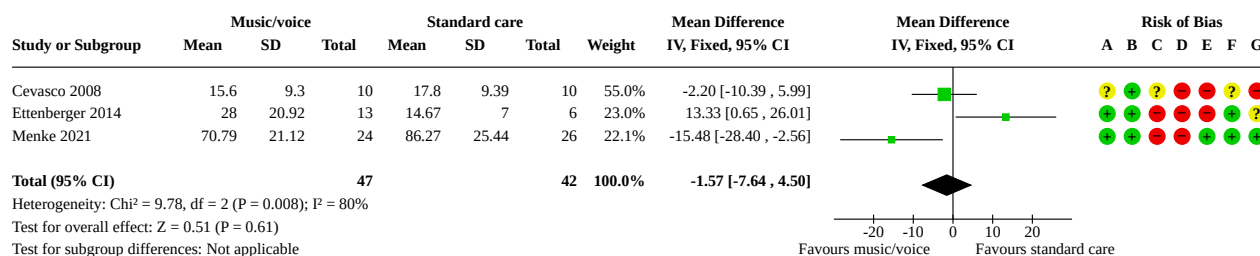 Music/voice Standard care Mean Difference Mean Difference Risk of Bias
Study or Subgroup Mean SD Total Mean SD Total Weight IV, Fixed, 95% CI IV, Fixed, 95% CI A B C D E F G
Cevasco 2008 15.6 9.3 10 17.8 9.39 10 55.0% -2.20 [-10.39 , 5.99] ? + ? − − ? −
Ettenberger 2014 28 20.92 13 14.67 7 6 23.0% 13.33 [0.65 , 26.01] + + − − − + ?
Menke 2021 70.79 21.12 24 86.27 25.44 26 22.1% -15.48 [-28.40 , -2.56] + + − − + + +
Total (95% CI) 47 42 100.0% -1.57 [-7.64 , 4.50]
Heterogeneity: Chi² = 9.78, df = 2 (P = 0.008); I² = 80%
Test for overall effect: Z = 0.51 (P = 0.61)
-20 -10 0 10 20
Test for subgroup differences: Not applicable
Favours music/voice Favours standard care